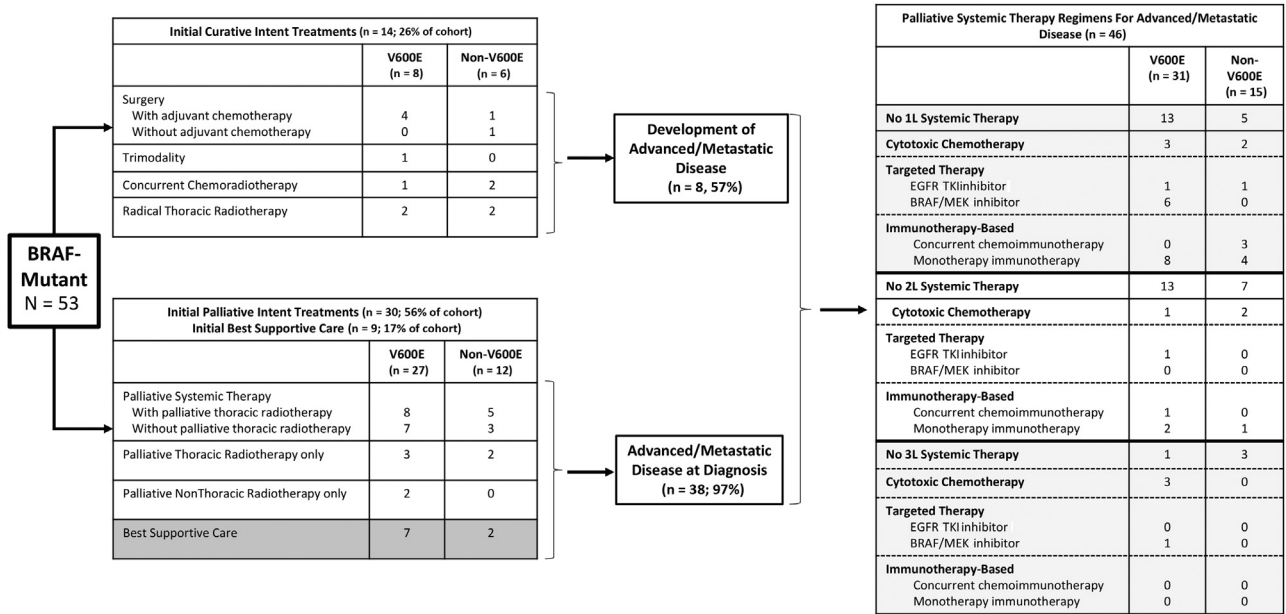 BRAF-
Mutant
N = 53
Initial Curative Intent Treatments (n = 14; 26% of cohort)
V600E Non-V600E
(n = 8) (n = 6)
Surgery
With adjuvant chemotherapy 4 1
Without adjuvant chemotherapy 0 1
Trimodality 1 0
Concurrent Chemoradiotherapy 1 2
Radical Thoracic Radiotherapy 2 2
Initial Palliative Intent Treatments (n = 30; 56% of cohort)
Initial Best Supportive Care (n = 9; 17% of cohort)
V600E Non-V600E
(n = 27) (n = 12)
Palliative Systemic Therapy
With palliative thoracic radiotherapy 8 5
Without palliative thoracic radiotherapy 7 3
Palliative Thoracic Radiotherapy only 3 2
Palliative NonThoracic Radiotherapy only 2 0
Best Supportive Care 7 2
Development of
Advanced/Metastatic
Disease
(n = 8, 57%)
Advanced/Metastatic
Disease at Diagnosis
(n = 38; 97%)
Palliative Systemic Therapy Regimens For Advanced/Metastatic
Disease (n = 46)
V600E Non-
(n = 31) V600E
(n = 15)
No 1L Systemic Therapy 13 5
Cytotoxic Chemotherapy 3 2
Targeted Therapy
EGFR TKIinhibitor 1 1
BRAF/MEK inhibitor 6 0
Immunotherapy-Based
Concurrent chemoimmunotherapy 0 3
Monotherapy immunotherapy 8 4
No 2L Systemic Therapy 13 7
Cytotoxic Chemotherapy 1 2
Targeted Therapy
EGFR TKIinhibitor 1 0
BRAF/MEK inhibitor 0 0
Immunotherapy-Based
Concurrent chemoimmunotherapy 1 0
Monotherapy immunotherapy 2 1
No 3L Systemic Therapy 1 3
Cytotoxic Chemotherapy 3 0
Targeted Therapy
EGFR TKIinhibitor 0 0
BRAF/MEK inhibitor 1 0
Immunotherapy-Based
Concurrent chemoimmunotherapy 0 0
Monotherapy immunotherapy 0 0